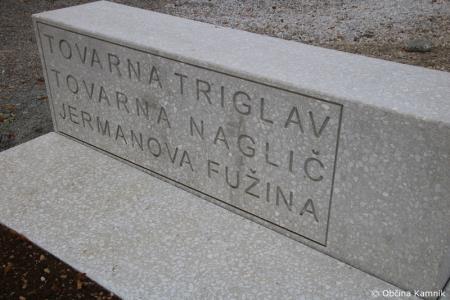 TOVARNA TRIGLAV
TOVARNA NAGLIČ
JERMANOVA FUŽINA
© Občina Kamnik